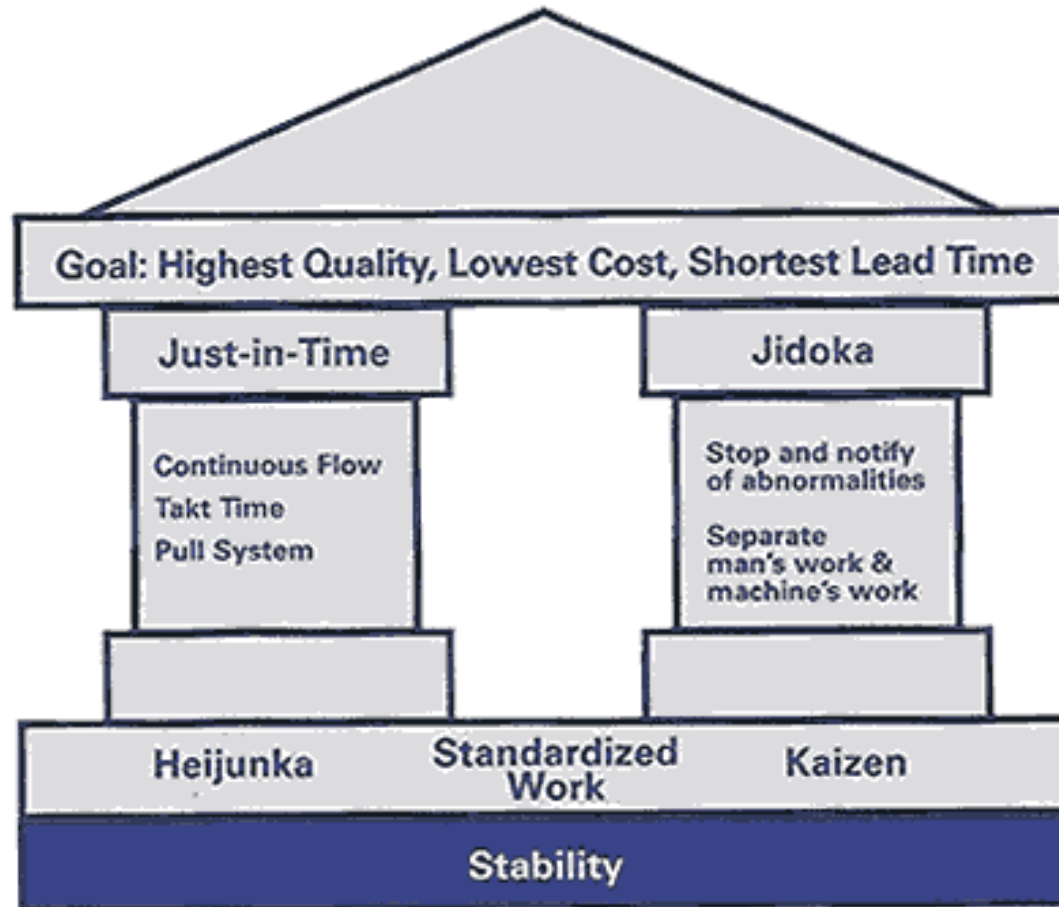 Goal: Highest Quality, Lowest Cost, Shortest Lead Time
Just-in-Time
Continuous Flow
Takt Time
Pull System
Jidoka
Stop and notify
of abnormalities
Separate
man's work &
machine's work
Heijunka
Standardized
Work
Kaizen
Stability